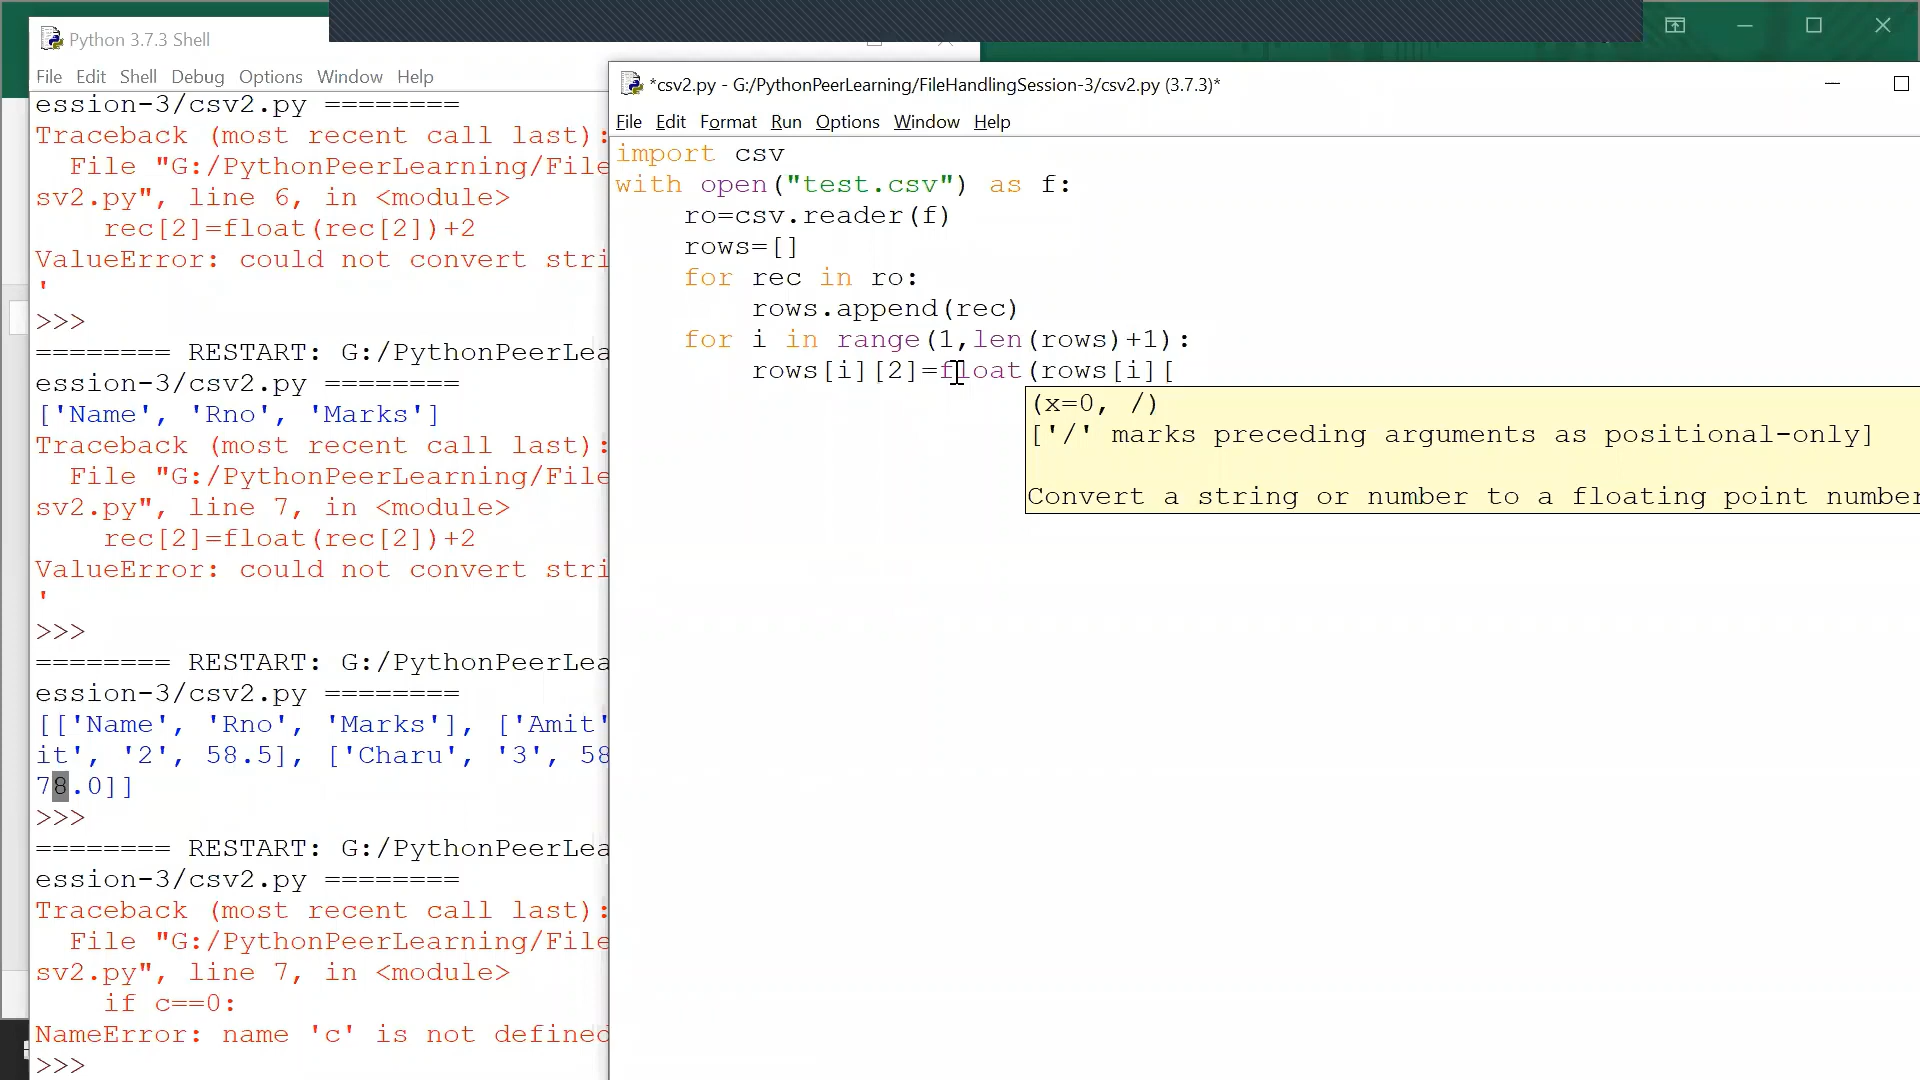 Python 3.7.3 Shell
File Edit Shell Debug Options Window Help
ession-3/csv2.py ========
Traceback (most recent call last):
File "G:/PythonPeerLearning/File
sv2.py", line 6, in <module>
rec[2]=float(rec[2])+2
ValueError: could not convert stri
'
>>>
======== RESTART: G:/PythonPeerLea
ession-3/csv2.py ========
['Name', 'Rno', 'Marks']
Traceback (most recent call last):
File "G:/PythonPeerLearning/File
sv2.py", line 7, in <module>
rec[2]=float(rec[2])+2
ValueError: could not convert stri
'
>>>
======== RESTART: G:/PythonPeerLea
ession-3/csv2.py ========
[['Name', 'Rno', 'Marks'], ['Amit'
it', '2', 58.5], ['Charu', '3', 58
78.0]]
>>>
======== RESTART: G:/PythonPeerLea
ession-3/csv2.py ========
Traceback (most recent call last):
File "G:/PythonPeerLearning/File
sv2.py", line 7, in <module>
if c==0:
NameError: name 'c' is not defined
>>>
*csv2.py - G:/PythonPeerLearning/FileHandlingSession-3/csv2.py (3.7.3)*
File Edit Format Run Options Window Help
import csv
with open("test.csv") as f:
ro=csv.reader(f)
rows=[]
for rec in ro:
rows.append(rec)
for i in range(1,len(rows)+1):
rows[i][2]=float(rows[i][
(x=0, /)
['/' marks preceding arguments as positional-only]
Convert a string or number to a floating point number